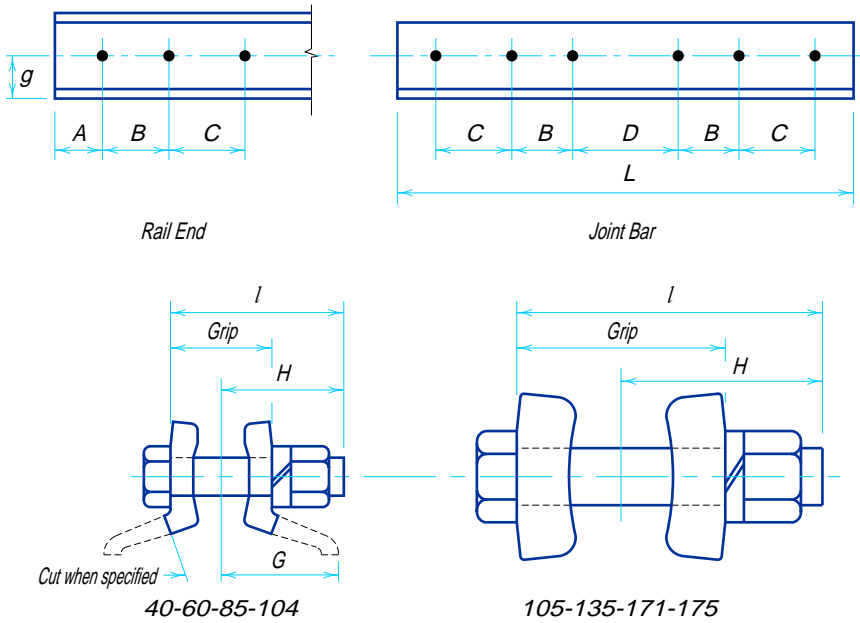 g
A B C
C B D B C
L
Rail End
Joint Bar
l
Grip
H
G
Cut when specified
40-60-85-104
l
Grip
H
105-135-171-175